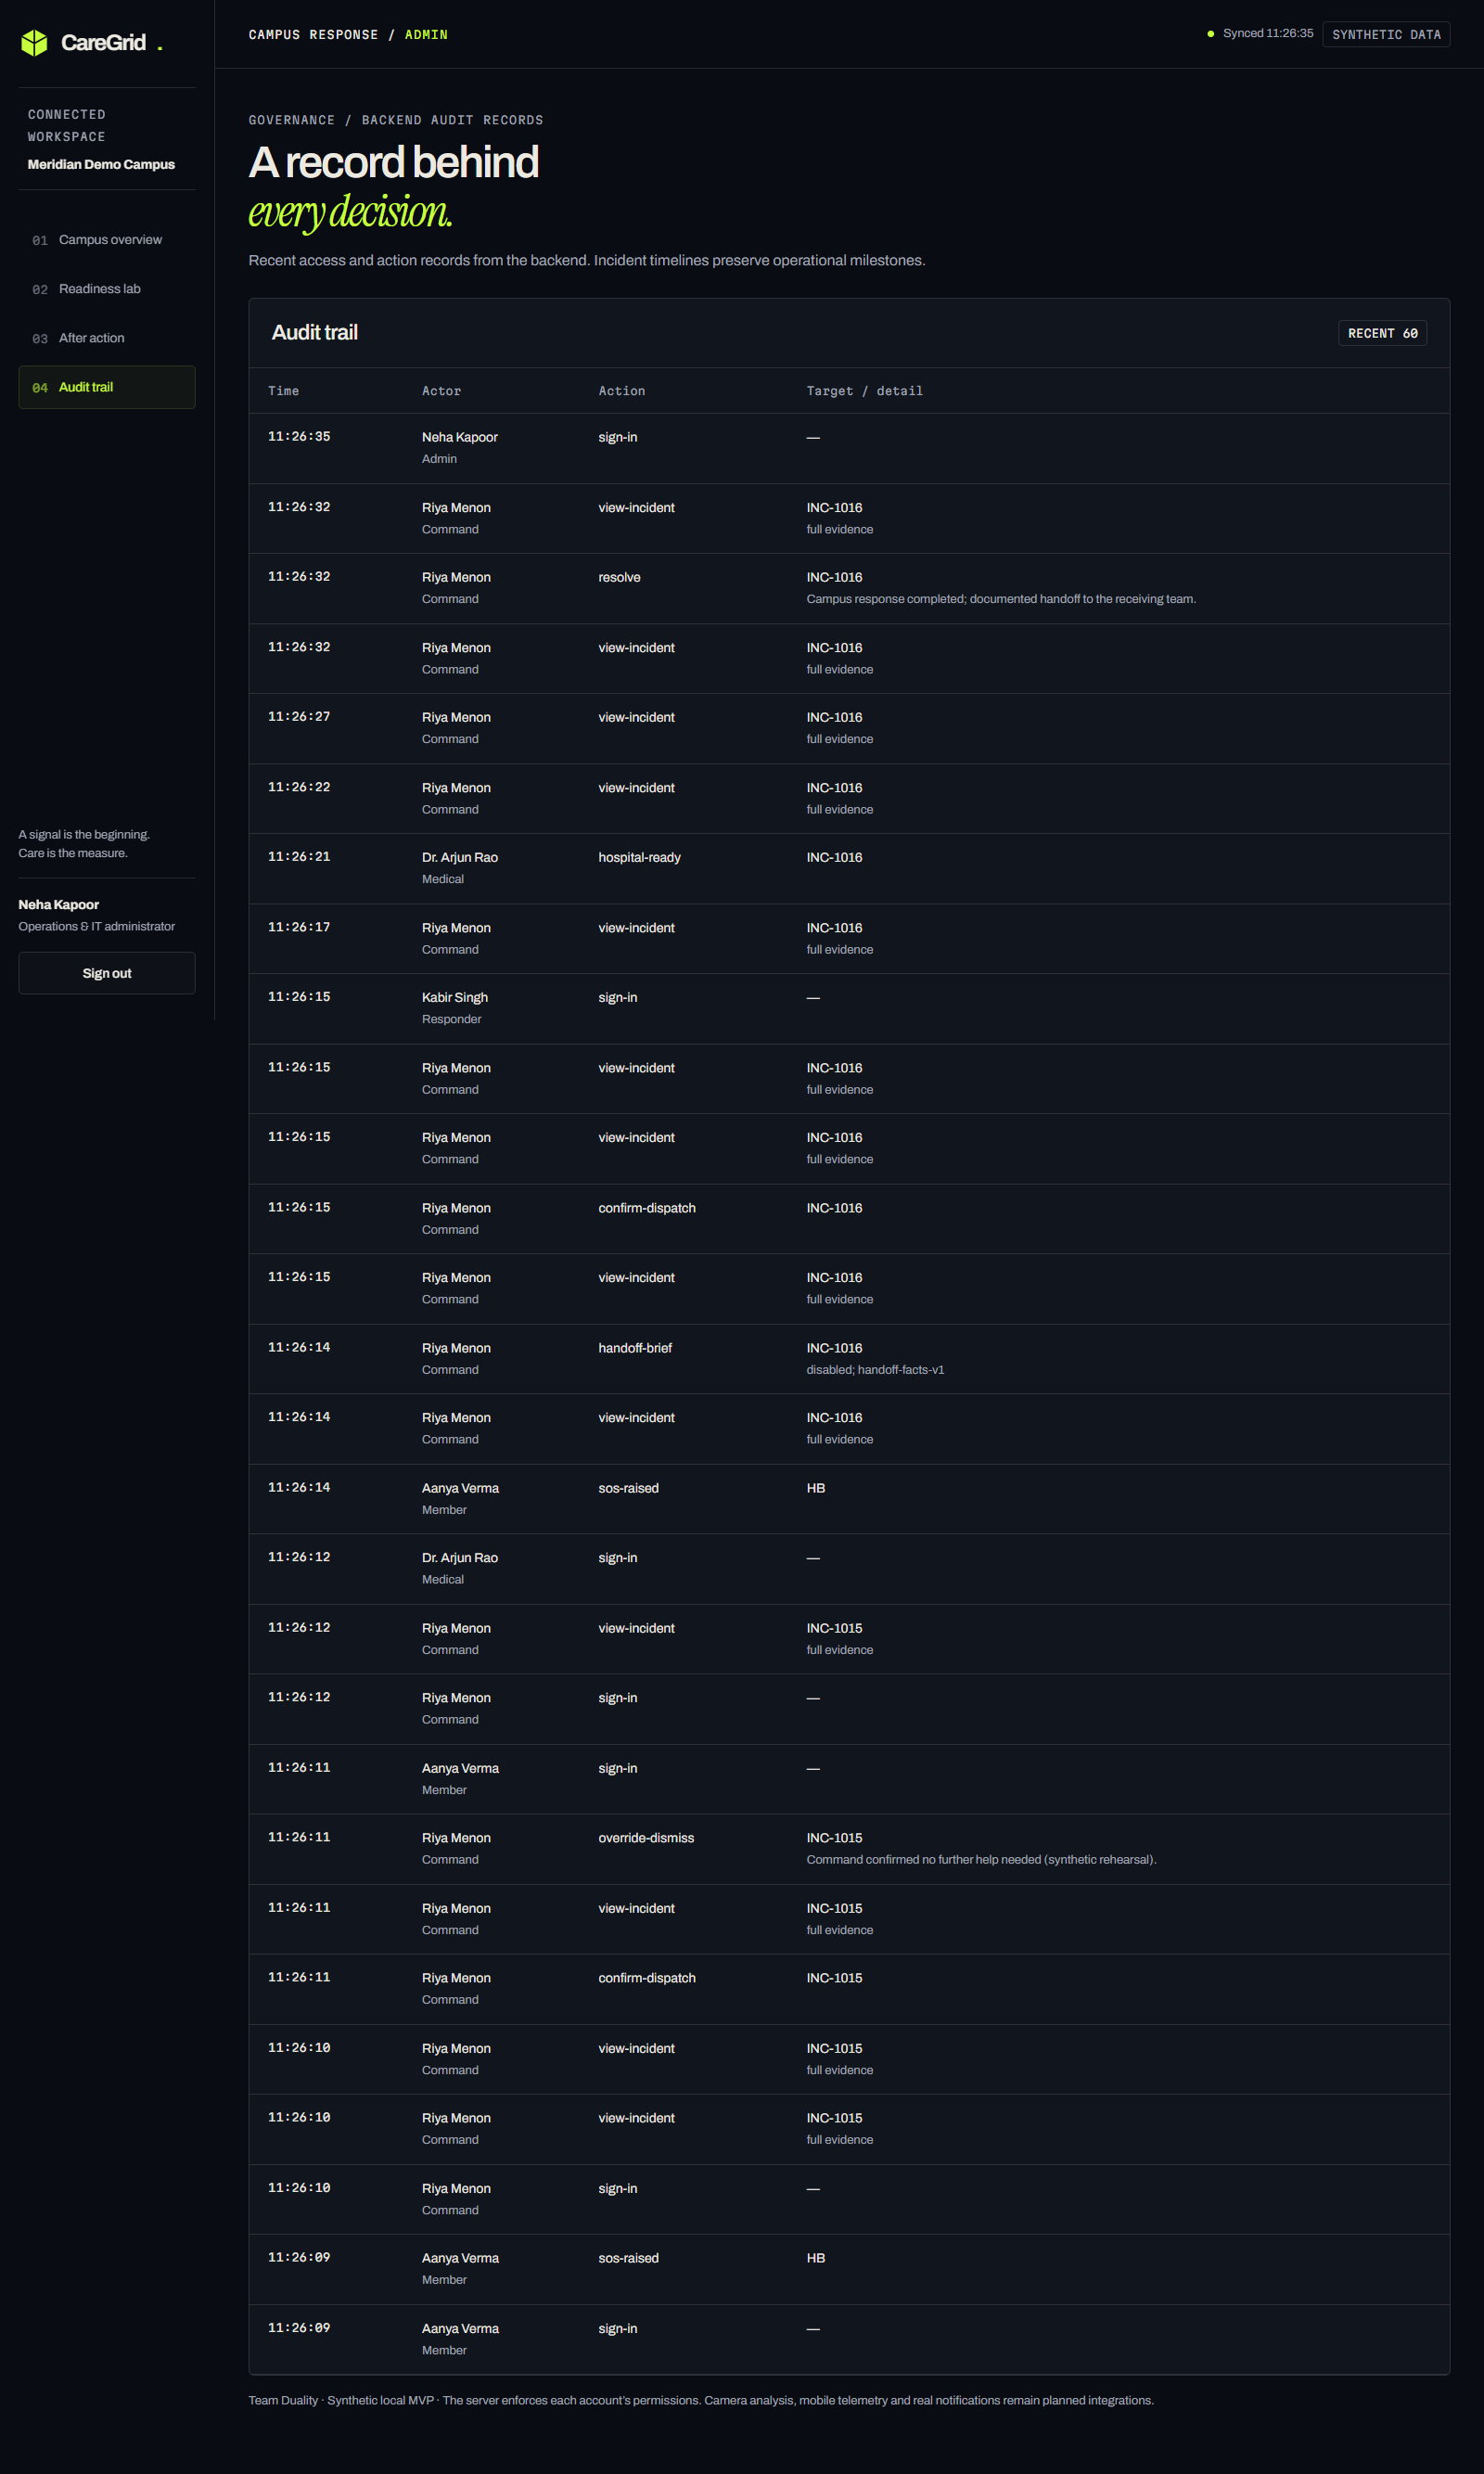 CareGrid .
CONNECTED
WORKSPACE
Meridian Demo Campus
01 Campus overview
02 Readiness lab
03 After action
04 Audit trail
A signal is the beginning.
Care is the measure.
Neha Kapoor
Operations & IT administrator
Sign out
CAMPUS RESPONSE / ADMIN
Synced 11:26:35
SYNTHETIC DATA
GOVERNANCE / BACKEND AUDIT RECORDS
A record behind
every decision.
Recent access and action records from the backend. Incident timelines preserve operational milestones.
Audit trail
RECENT 60
Time Actor Action Target / detail
11:26:35 Neha Kapoor sign-in —
Admin
11:26:32 Riya Menon view-incident INC-1016
Command full evidence
11:26:32 Riya Menon resolve INC-1016
Command Campus response completed; documented handoff to the receiving team.
11:26:32 Riya Menon view-incident INC-1016
Command full evidence
11:26:27 Riya Menon view-incident INC-1016
Command full evidence
11:26:22 Riya Menon view-incident INC-1016
Command full evidence
11:26:21 Dr. Arjun Rao hospital-ready INC-1016
Medical
11:26:17 Riya Menon view-incident INC-1016
Command full evidence
11:26:15 Kabir Singh sign-in —
Responder
11:26:15 Riya Menon view-incident INC-1016
Command full evidence
11:26:15 Riya Menon view-incident INC-1016
Command full evidence
11:26:15 Riya Menon confirm-dispatch INC-1016
Command
11:26:15 Riya Menon view-incident INC-1016
Command full evidence
11:26:14 Riya Menon handoff-brief INC-1016
Command disabled; handoff-facts-v1
11:26:14 Riya Menon view-incident INC-1016
Command full evidence
11:26:14 Aanya Verma sos-raised HB
Member
11:26:12 Dr. Arjun Rao sign-in —
Medical
11:26:12 Riya Menon view-incident INC-1015
Command full evidence
11:26:12 Riya Menon sign-in —
Command
11:26:11 Aanya Verma sign-in —
Member
11:26:11 Riya Menon override-dismiss INC-1015
Command Command confirmed no further help needed (synthetic rehearsal).
11:26:11 Riya Menon view-incident INC-1015
Command full evidence
11:26:11 Riya Menon confirm-dispatch INC-1015
Command
11:26:10 Riya Menon view-incident INC-1015
Command full evidence
11:26:10 Riya Menon view-incident INC-1015
Command full evidence
11:26:10 Riya Menon sign-in —
Command
11:26:09 Aanya Verma sos-raised HB
Member
11:26:09 Aanya Verma sign-in —
Member
Team Duality · Synthetic local MVP · The server enforces each account's permissions. Camera analysis, mobile telemetry and real notifications remain planned integrations.